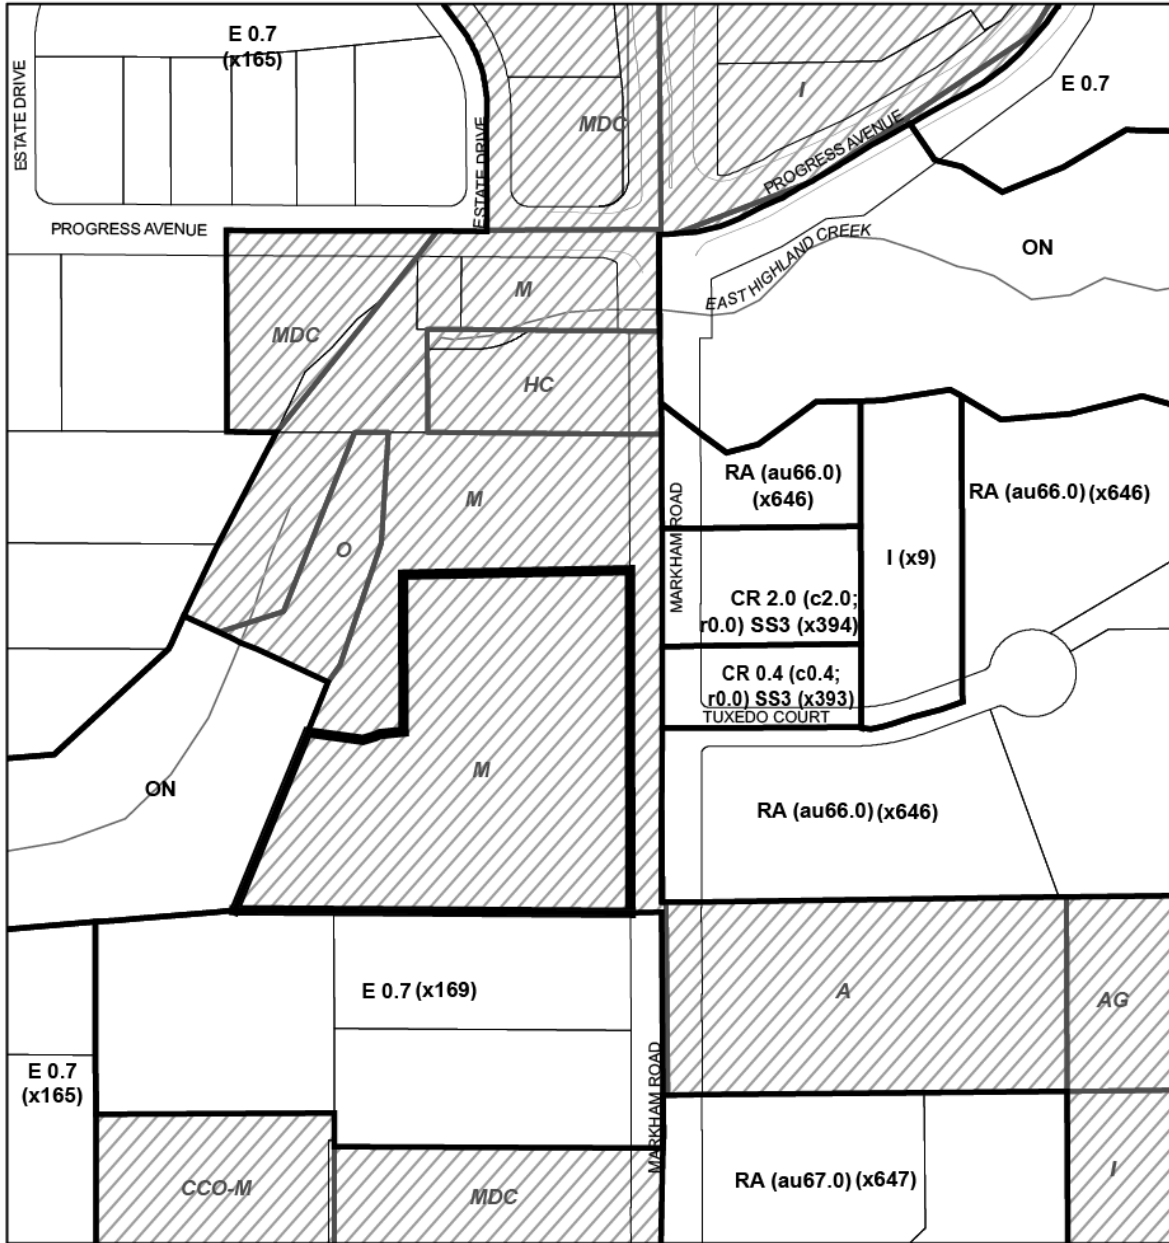 E 0.7
(x165)
ESTATE DRIVE
MDC
I
E 0.7
PROGRESS AVENUE
ESTATE DRIVE
PROGRESS AVENUE
ON
EAST HIGHLAND CREEK
M
MDC
HC
RA (au66.0)
(x646)
RA (au66.0) (x646)
M
MARKHAM ROAD
O
I (x9)
CR 2.0 (c2.0;
r0.0) SS3 (x394)
CR 0.4 (c0.4;
r0.0) SS3 (x393)
TUXEDO COURT
M
ON
RA (au66.0) (x646)
E 0.7 (x169)
A
AG
E 0.7
(x165)
MARKHAM ROAD
CCO-M
MDC
RA (au67.0) (x647)
I